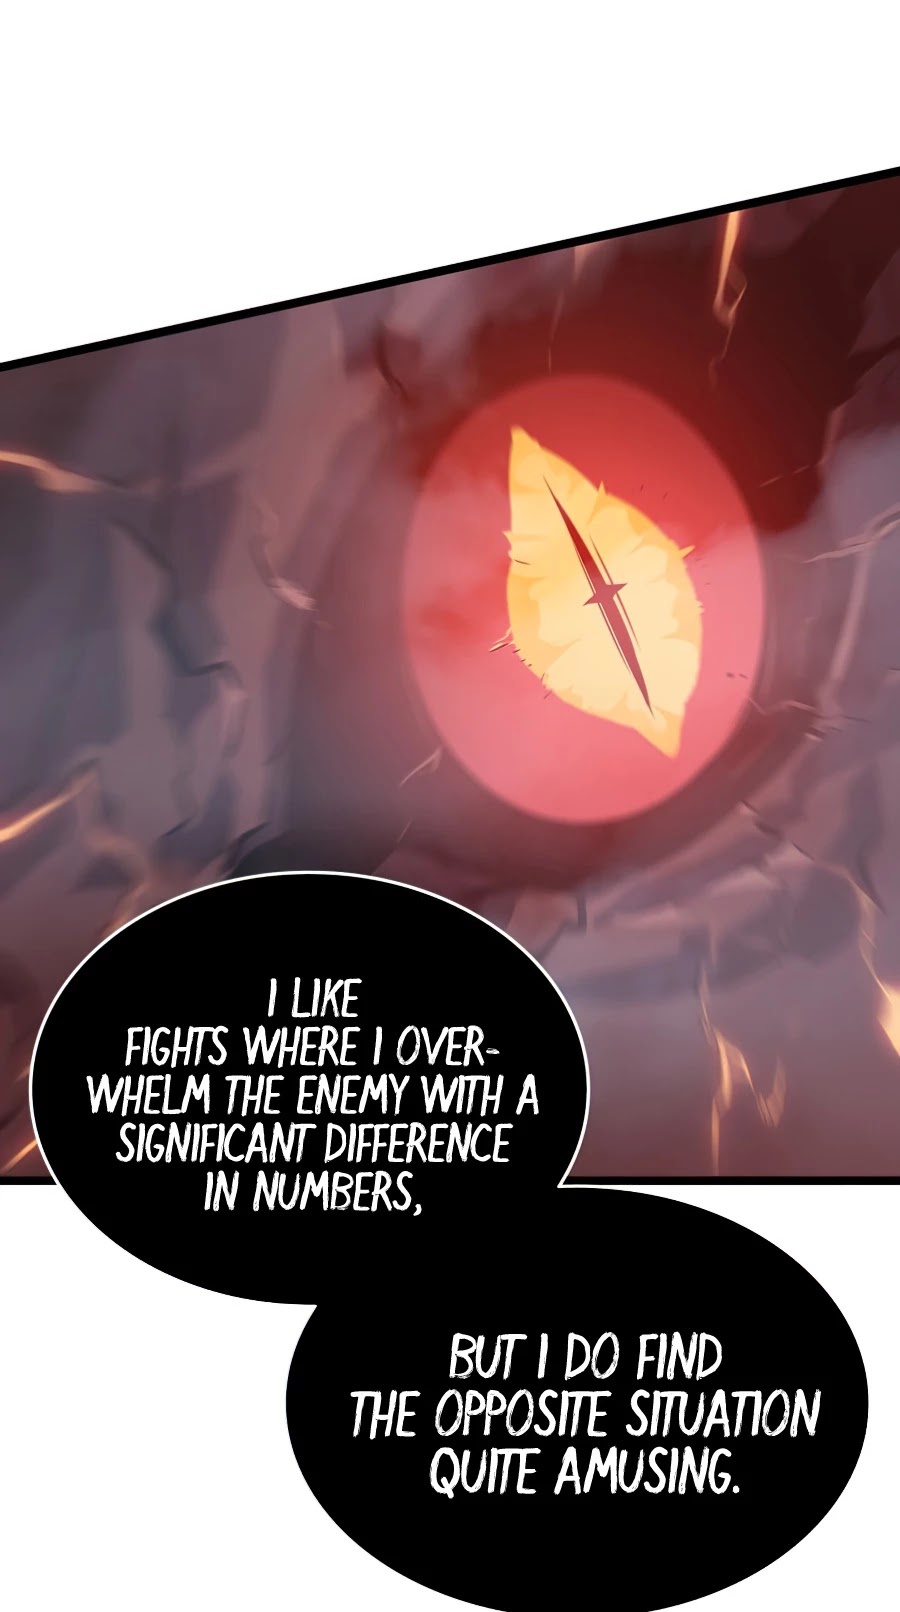 I LIKE
FIGHTS WHERE I OVER-
WHELM THE ENEMY WITH A
SIGNIFICANT DIFFERENCE
IN NUMBERS,
BUT I DO FIND
THE OPPOSITE SITUATION
QUITE AMUSING.